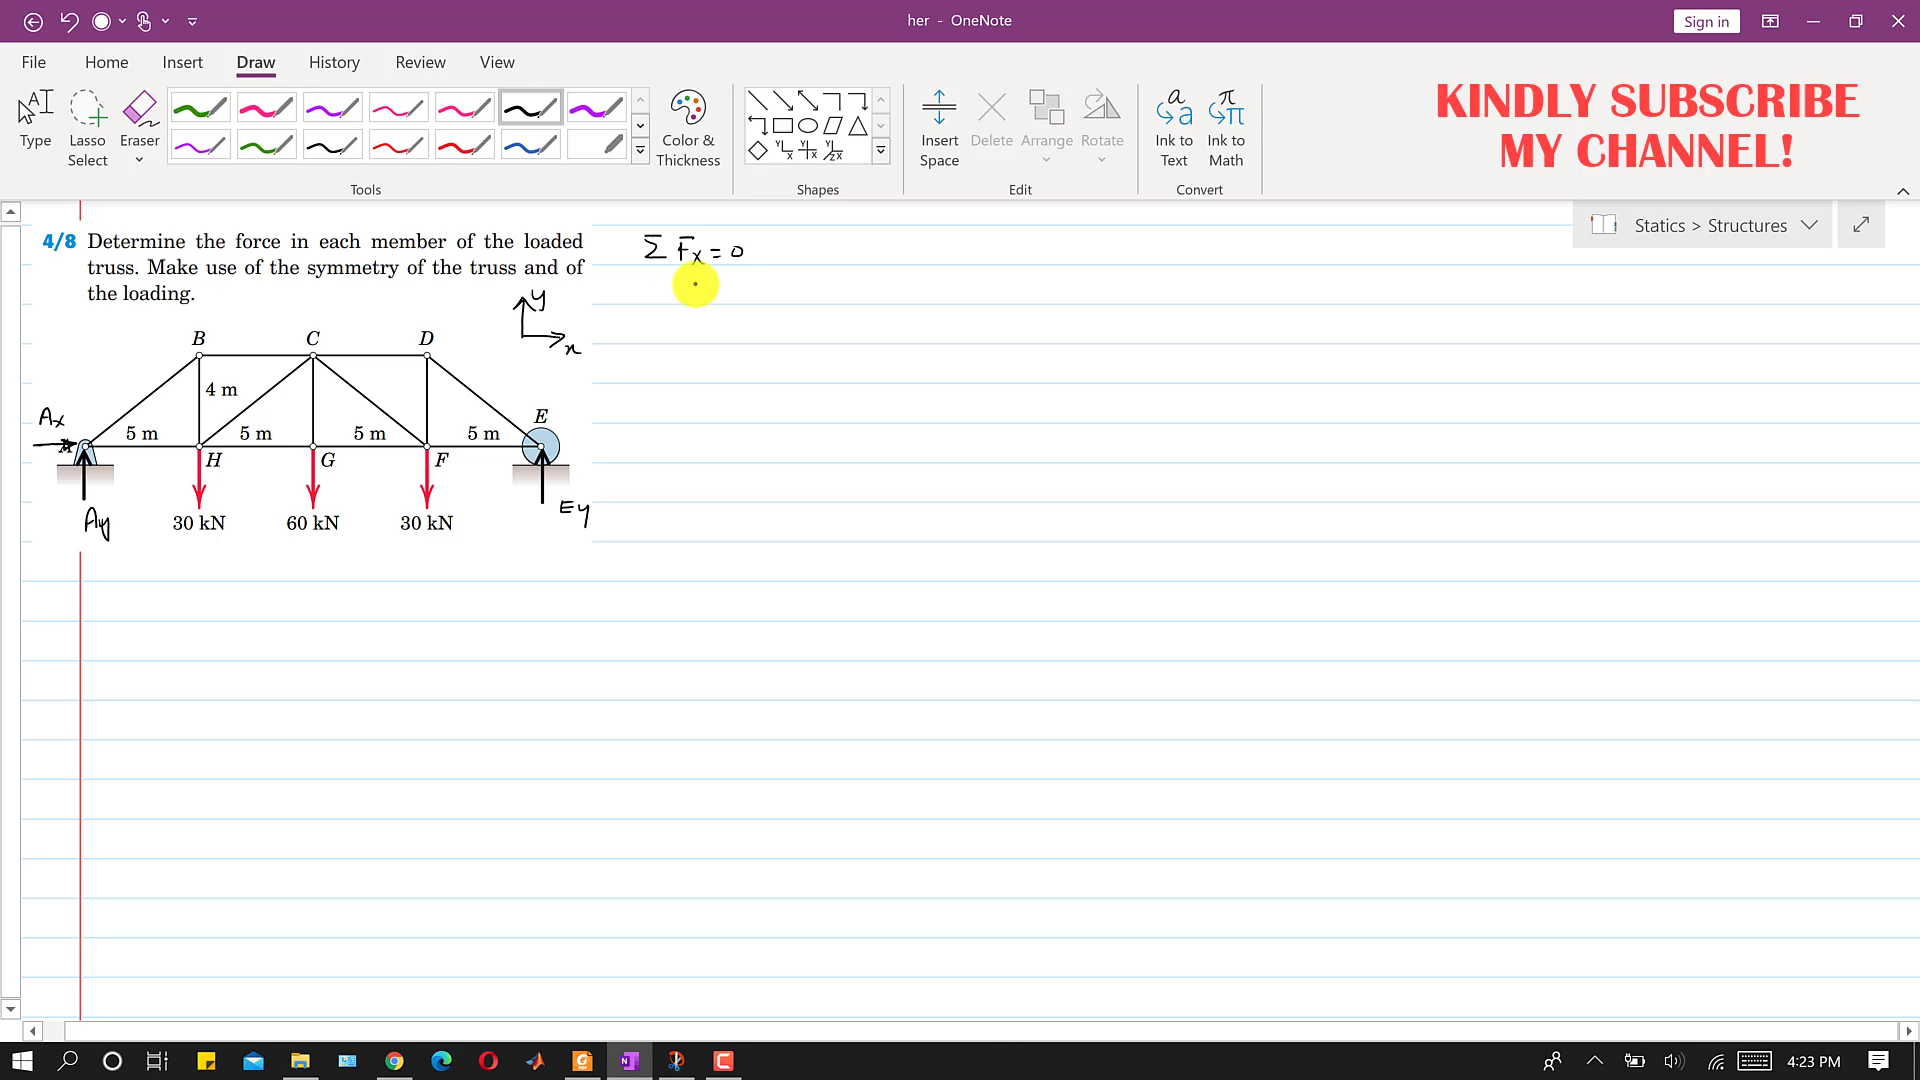 her - OneNote
Sign in
File Home Insert Draw History Review View
KINDLY SUBSCRIBE
MY CHANNEL!
Type
Lasso
Select
Eraser
Color &
Thickness
Insert
Space
Delete
Arrange
Rotate
Ink to
Text
Ink to
Math
Tools
Shapes
Edit
Convert
Statics > Structures
4/8 Determine the force in each member of the loaded
truss. Make use of the symmetry of the truss and of
the loading.
Σ Fx = 0
y
x
B C D
4 m
Ax
E
5 m 5 m 5 m 5 m
A
H G F
Ay
Ey
30 kN 60 kN 30 kN
4:23 PM